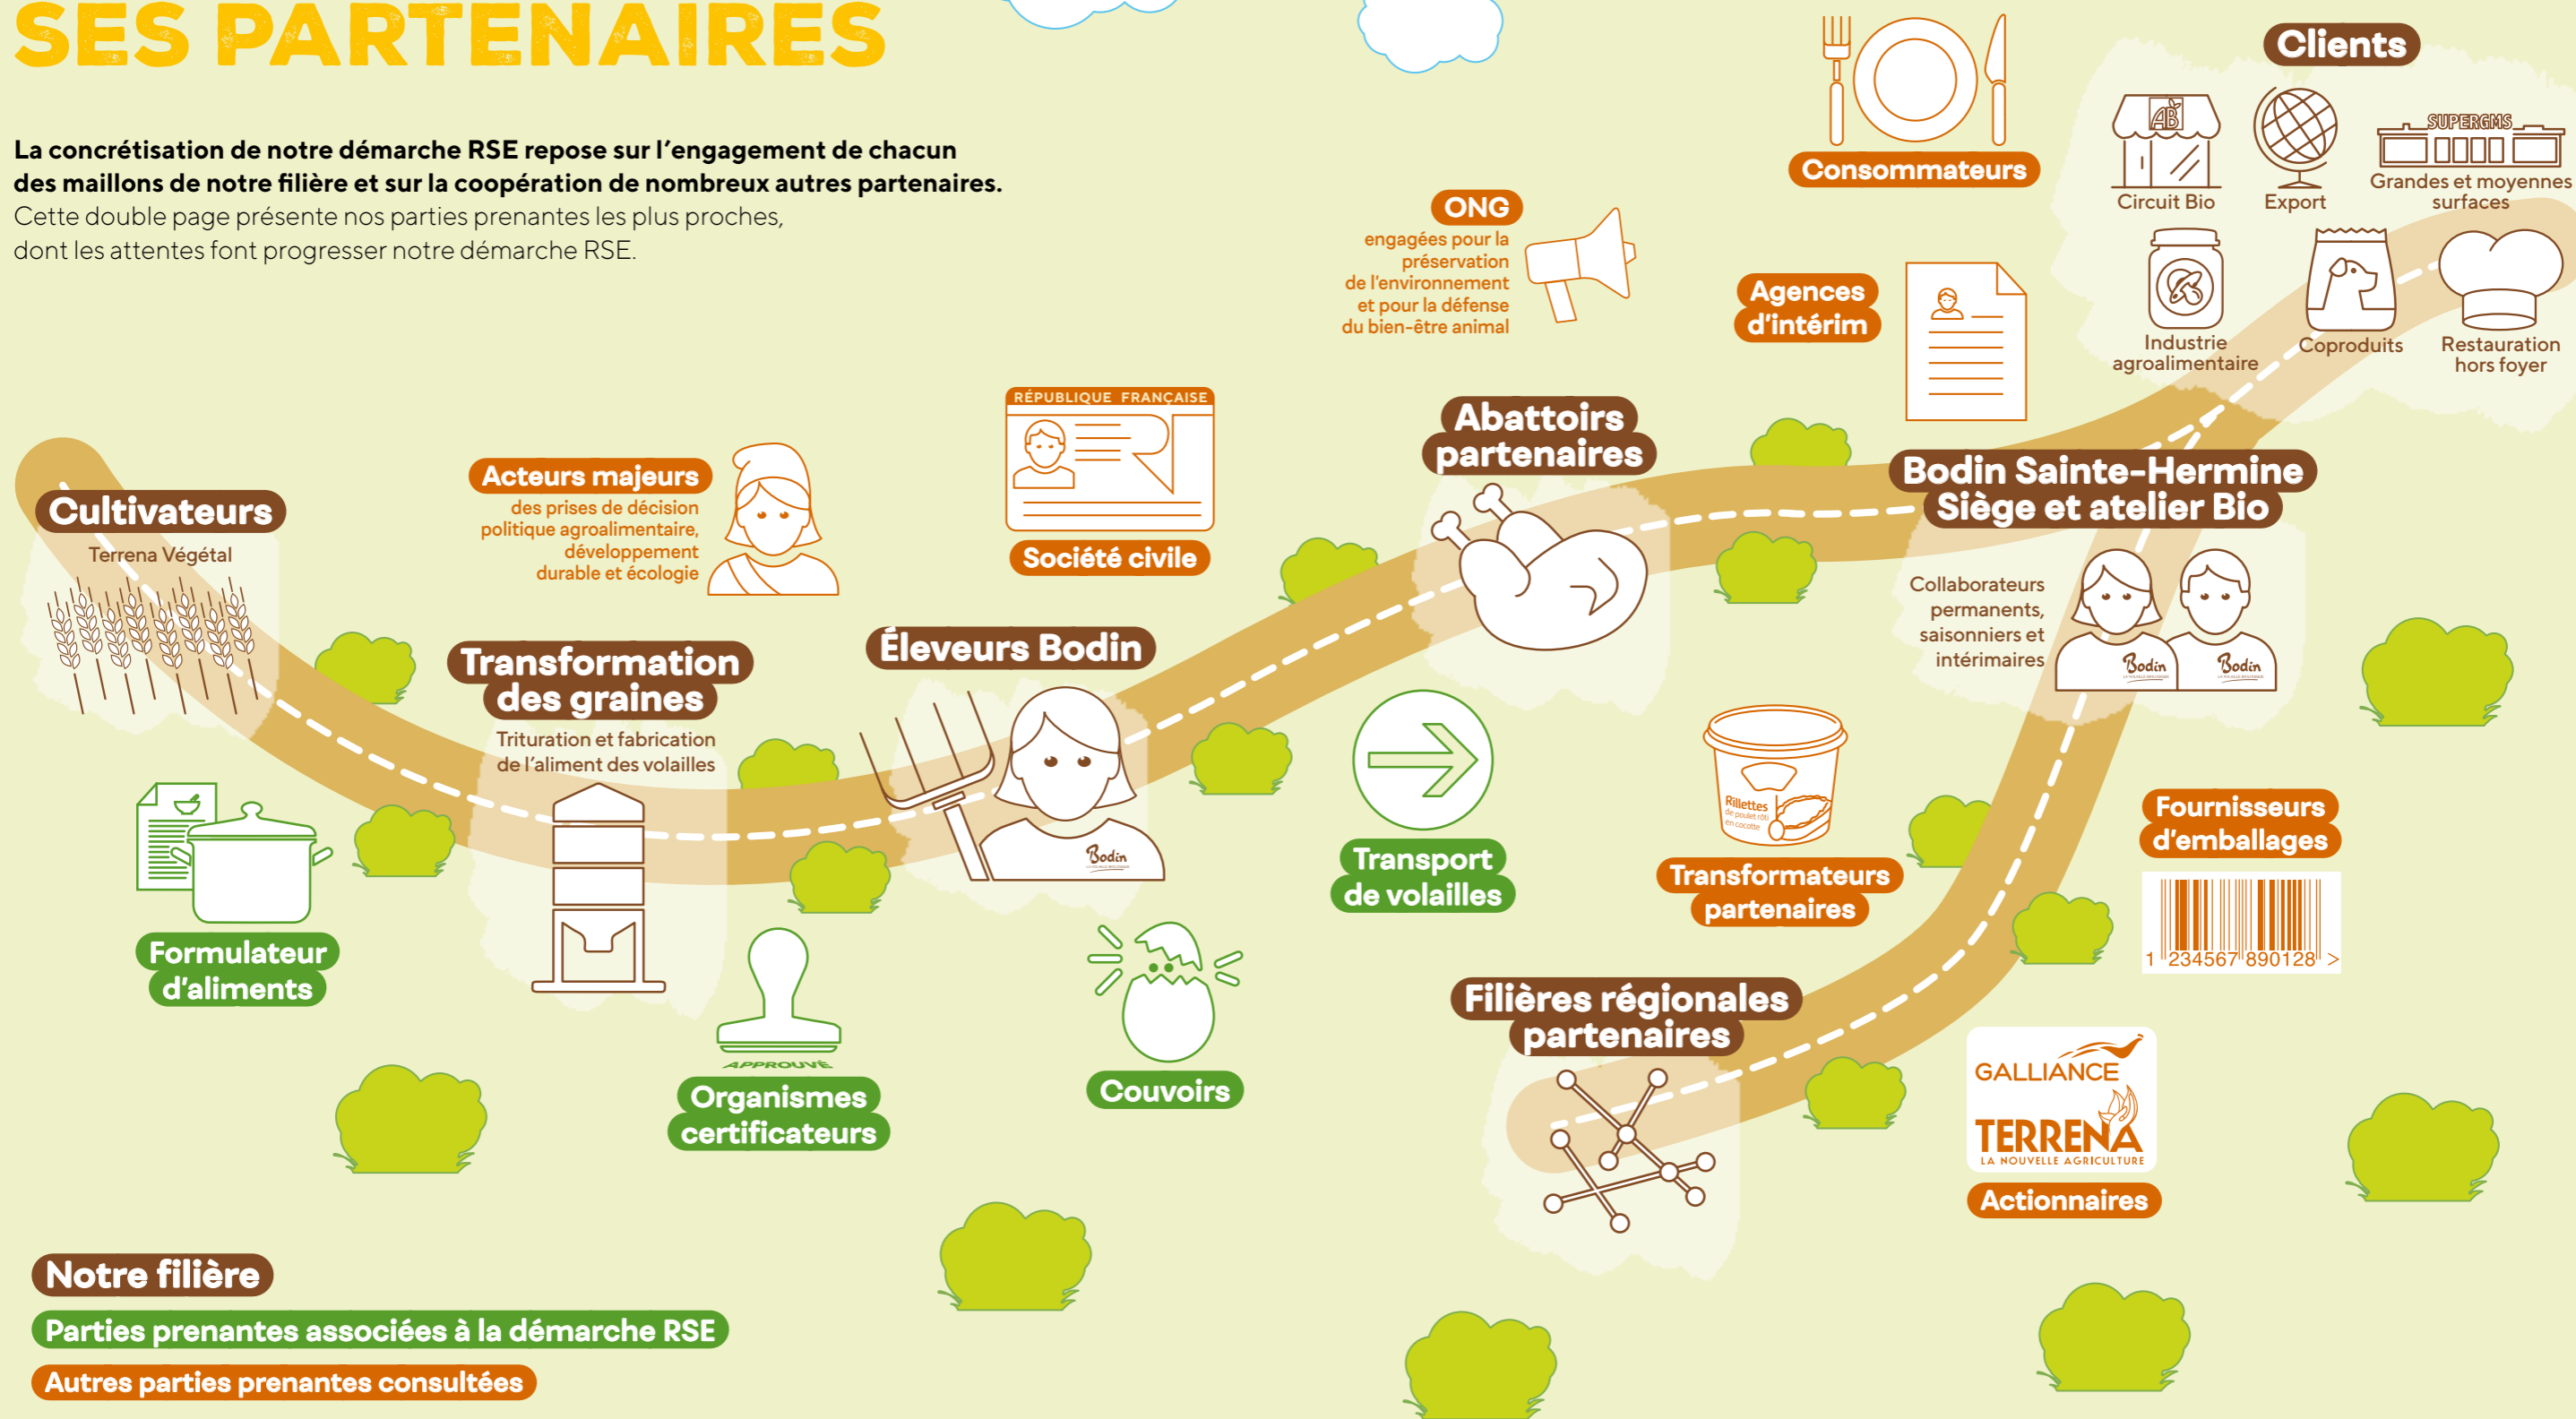 SES PARTENAIRES
La concrétisation de notre démarche RSE repose sur l'engagement de chacun
des maillons de notre filière et sur la coopération de nombreux autres partenaires.
Cette double page présente nos parties prenantes les plus proches,
dont les attentes font progresser notre démarche RSE.
Consommateurs
Clients
AB
Circuit Bio
Export
SUPERGMS
Grandes et moyennes
surfaces
Industrie
agroalimentaire
Coproduits
Restauration
hors foyer
ONG
engagées pour la
préservation
de l'environnement
et pour la défense
du bien-être animal
Agences
d'intérim
RÉPUBLIQUE FRANÇAISE
Société civile
Acteurs majeurs
des prises de décision
politique agroalimentaire,
développement
durable et écologie
Cultivateurs
Terrena Végétal
Transformation
des graines
Trituration et fabrication
de l'aliment des volailles
Éleveurs Bodin
Bodin
Abattoirs
partenaires
Bodin Sainte-Hermine
Siège et atelier Bio
Collaborateurs
permanents,
saisonniers et
intérimaires
Bodin
Bodin
Formulateur
d'aliments
APPROUVÉ
Organismes
certificateurs
Couvoirs
Transport
de volailles
Rillettes
de poulet rôti
en cocotte
Transformateurs
partenaires
Fournisseurs
d'emballages
1 234567 890128 >
Filières régionales
partenaires
GALLIANCE
TERRENA
LA NOUVELLE AGRICULTURE
Actionnaires
Notre filière
Parties prenantes associées à la démarche RSE
Autres parties prenantes consultées